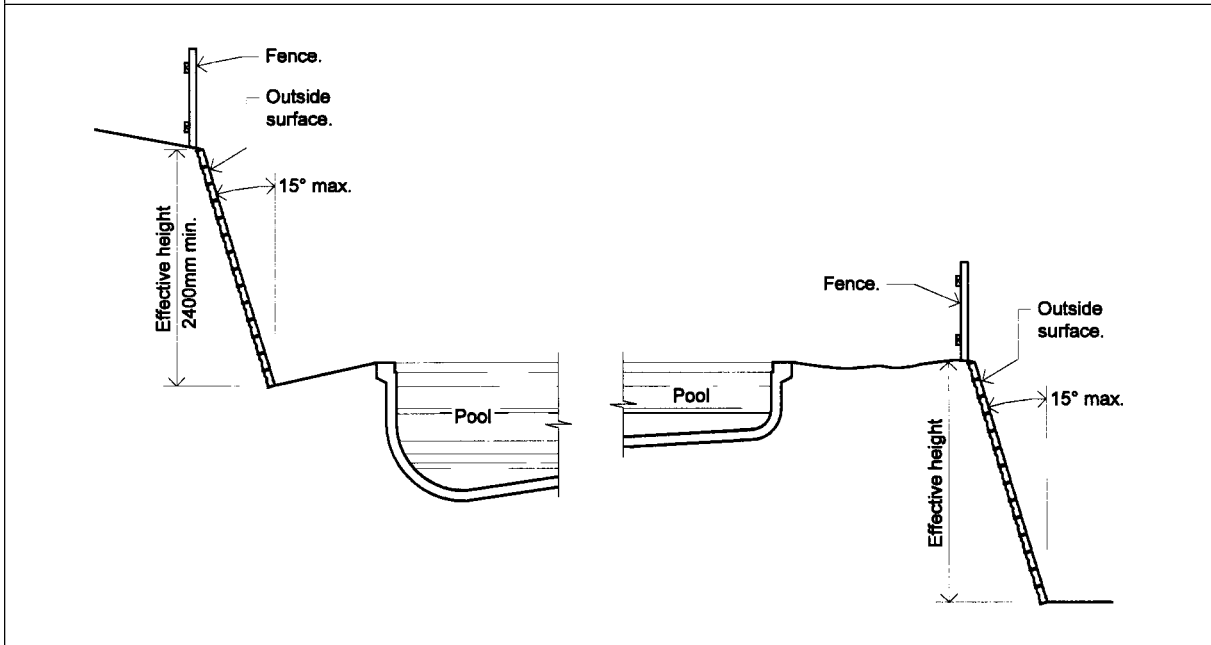 Fence.
Outside
surface.
15° max.
Effective height
2400mm min.
Pool
Pool
Fence.
Outside
surface.
15° max.
Effective height